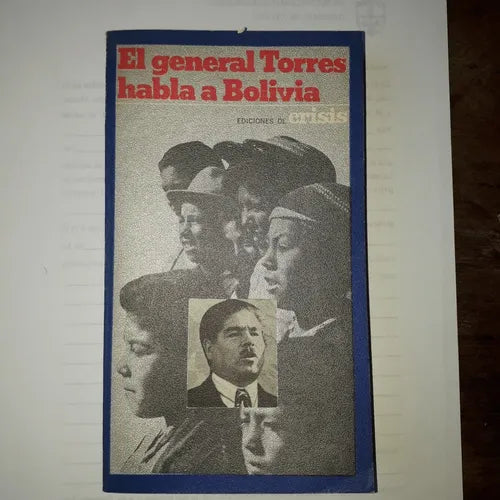 El general Torres
habla a Bolivia
EDICIONES DE crisis